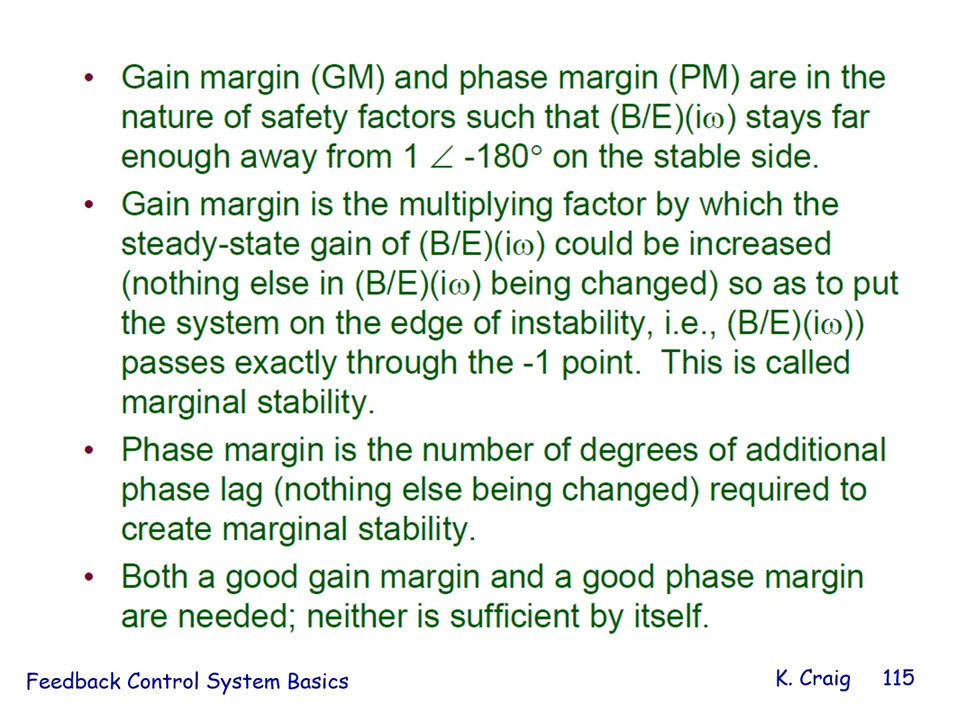 • Gain margin (GM) and phase margin (PM) are in the
nature of safety factors such that (B/E)(iω) stays far
enough away from 1 ∠ -180° on the stable side.
• Gain margin is the multiplying factor by which the
steady-state gain of (B/E)(iω) could be increased
(nothing else in (B/E)(iω) being changed) so as to put
the system on the edge of instability, i.e., (B/E)(iω))
passes exactly through the -1 point.  This is called
marginal stability.
• Phase margin is the number of degrees of additional
phase lag (nothing else being changed) required to
create marginal stability.
• Both a good gain margin and a good phase margin
are needed; neither is sufficient by itself.
Feedback Control System Basics
K. Craig 115